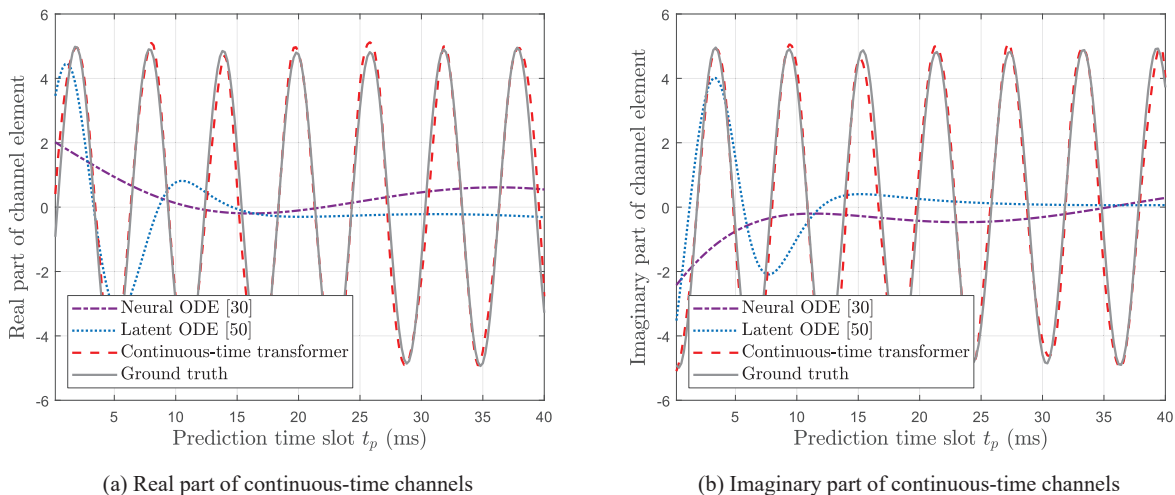 6
4
2
0
-2
-4
-6
Real part of channel element
Neural ODE [30]
Latent ODE [50]
Continuous-time transformer
Ground truth
5 10 15 20 25 30 35 40
Prediction time slot t_p (ms)
(a) Real part of continuous-time channels
6
4
2
0
-2
-4
-6
Imaginary part of channel element
Neural ODE [30]
Latent ODE [50]
Continuous-time transformer
Ground truth
5 10 15 20 25 30 35 40
Prediction time slot t_p (ms)
(b) Imaginary part of continuous-time channels